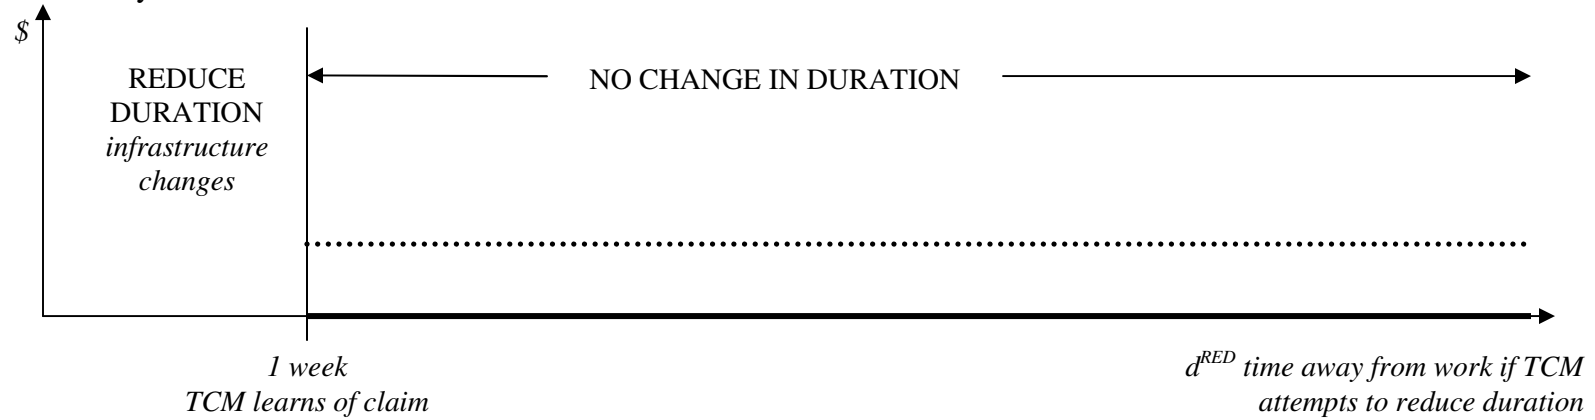 $
REDUCE
DURATION
infrastructure
changes
NO CHANGE IN DURATION
1 week
TCM learns of claim
d^RED time away from work if TCM
attempts to reduce duration